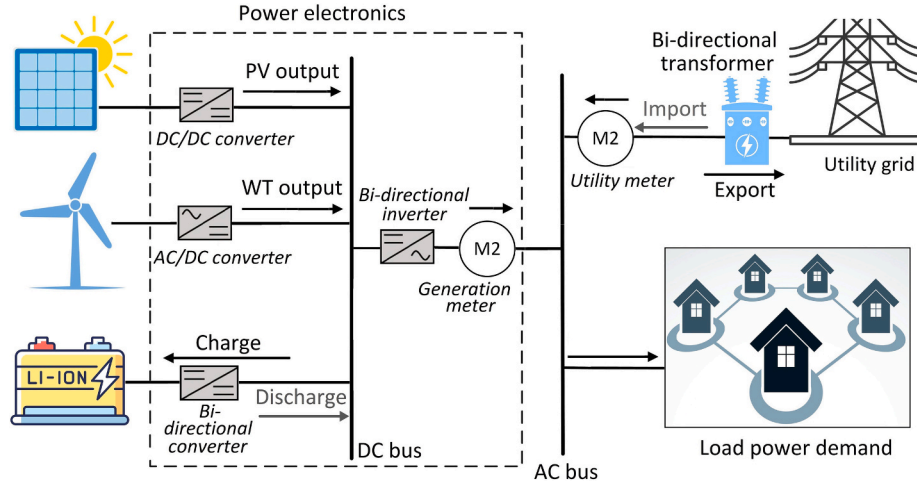 Power electronics
PV output
DC/DC converter
WT output
AC/DC converter
LI-ION
Charge
Discharge
Bi-
directional
converter
DC bus
Bi-directional
inverter
M2
Generation
meter
AC bus
Bi-directional
transformer
Import
M2
Utility meter
Export
Utility grid
Load power demand